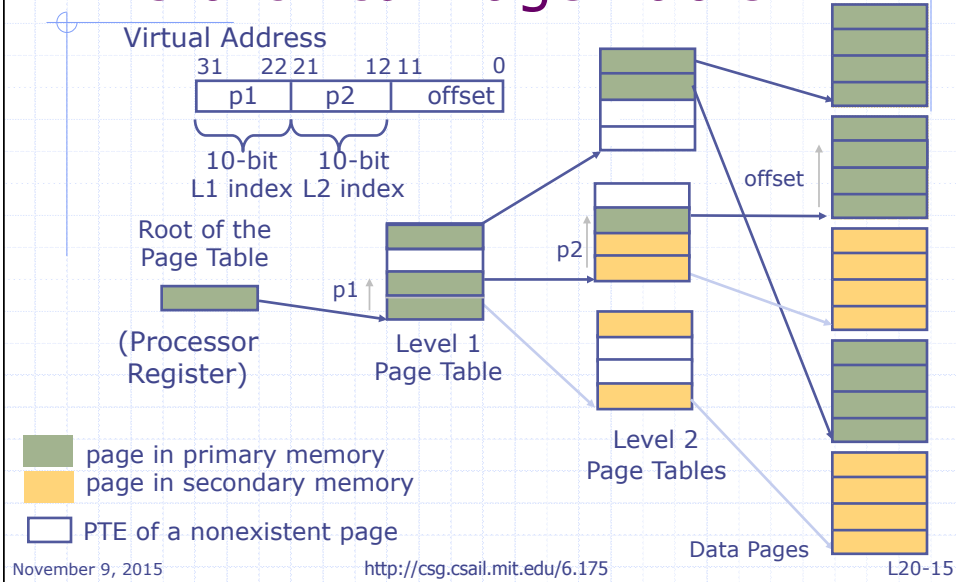 Virtual Address
31 22 21 12 11 0
p1 p2 offset
10-bit 10-bit
L1 index L2 index
Root of the
Page Table
(Processor
Register)
p1
Level 1
Page Table
p2
offset
Level 2
Page Tables
page in primary memory
page in secondary memory
PTE of a nonexistent page
Data Pages
November 9, 2015 http://csg.csail.mit.edu/6.175 L20-15